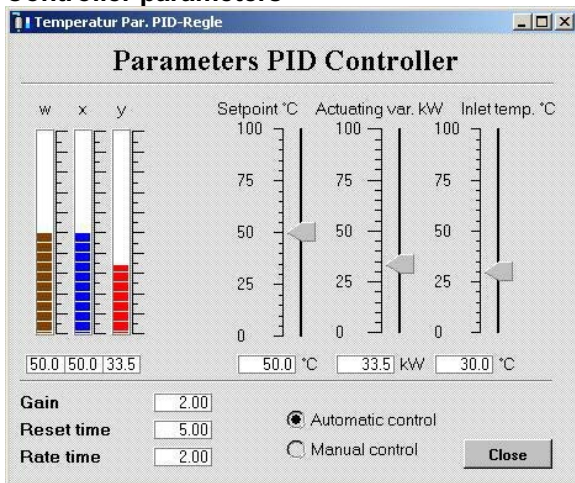 Controller parameters
Temperatur Par. PID-Regle
Parameters PID Controller
w x y Setpoint °C Actuating var. kW Inlet temp. °C
100 100 100
75 75 75
50 50 50
25 25 25
0 0 0
50.0 50.0 33.5 50.0 °C 33.5 kW 30.0 °C
Gain 2.00
Reset time 5.00
Rate time 2.00
Automatic control
Manual control
Close